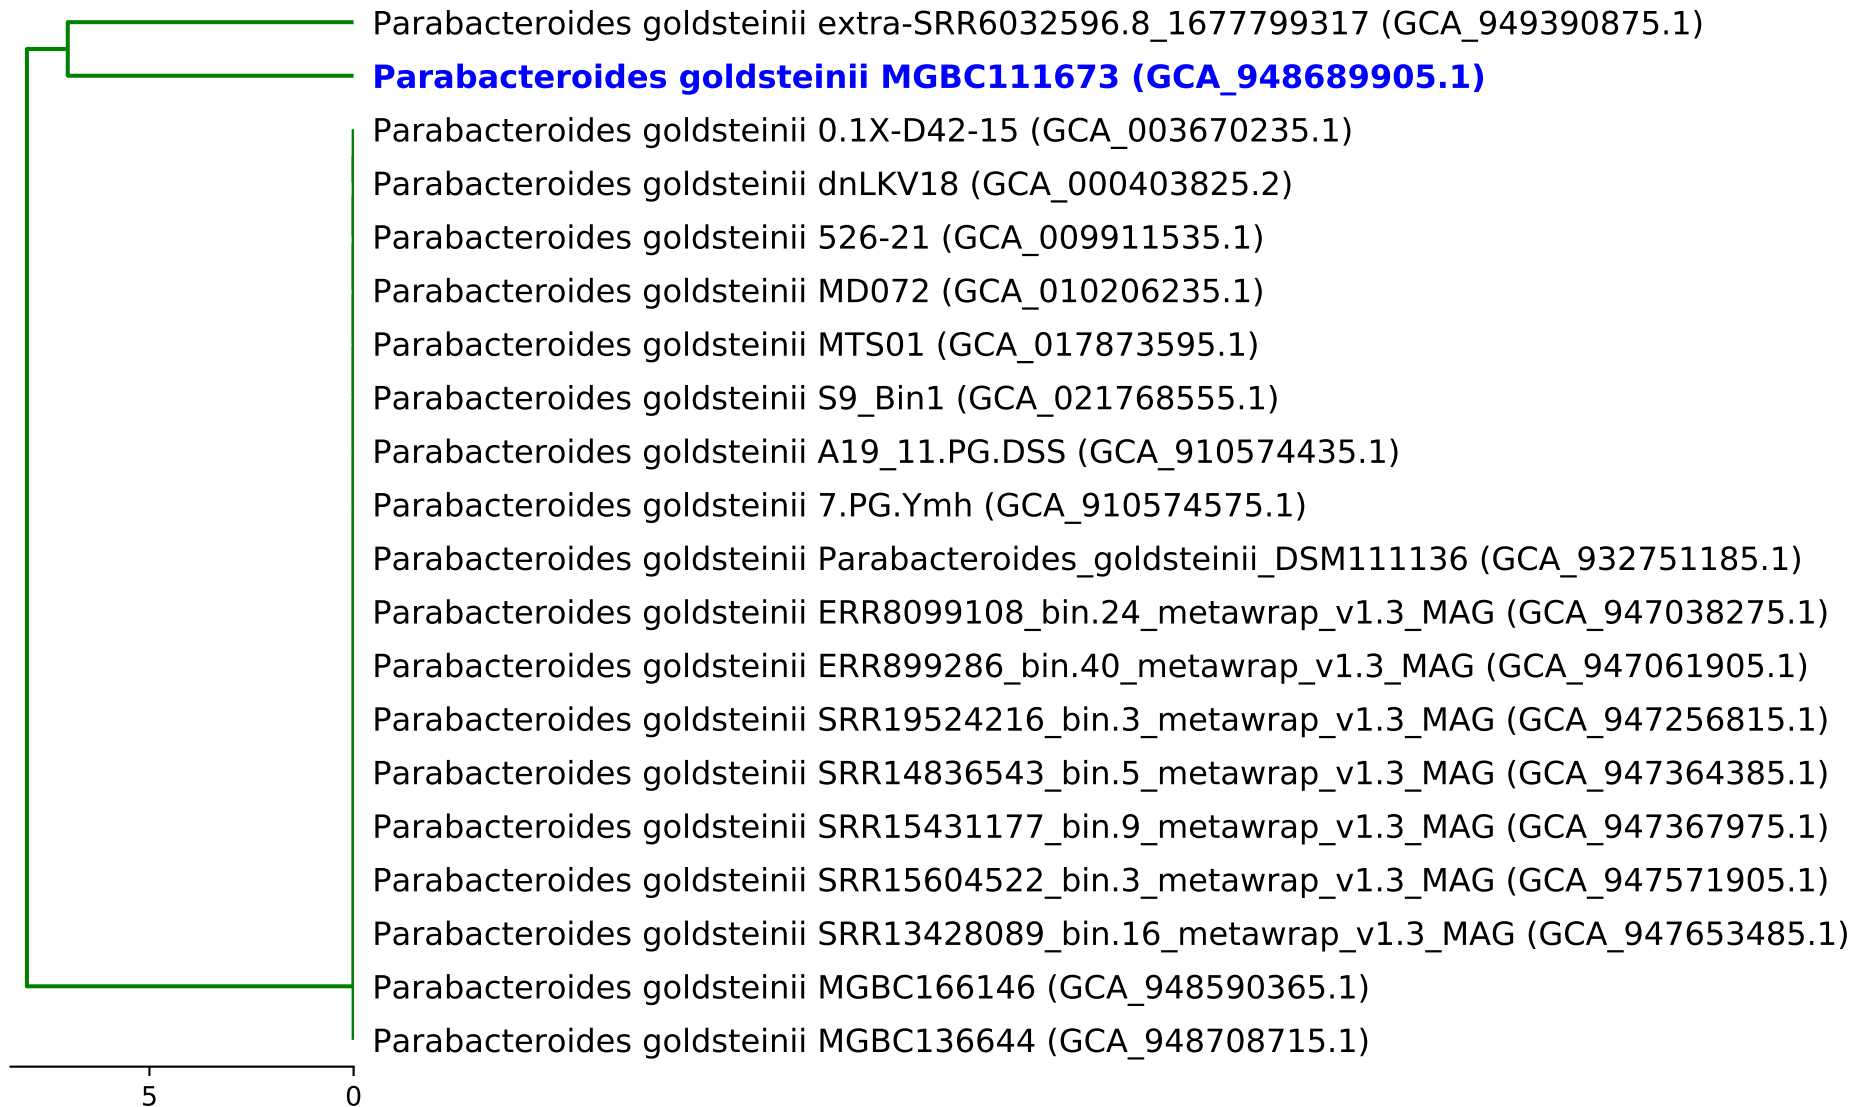 Parabacteroides goldsteinii extra-SRR6032596.8_1677799317 (GCA_949390875.1)
Parabacteroides goldsteinii MGBC111673 (GCA_948689905.1)
Parabacteroides goldsteinii 0.1X-D42-15 (GCA_003670235.1)
Parabacteroides goldsteinii dnLKV18 (GCA_000403825.2)
Parabacteroides goldsteinii 526-21 (GCA_009911535.1)
Parabacteroides goldsteinii MD072 (GCA_010206235.1)
Parabacteroides goldsteinii MTS01 (GCA_017873595.1)
Parabacteroides goldsteinii S9_Bin1 (GCA_021768555.1)
Parabacteroides goldsteinii A19_11.PG.DSS (GCA_910574435.1)
Parabacteroides goldsteinii 7.PG.Ymh (GCA_910574575.1)
Parabacteroides goldsteinii Parabacteroides_goldsteinii_DSM111136 (GCA_932751185.1)
Parabacteroides goldsteinii ERR8099108_bin.24_metawrap_v1.3_MAG (GCA_947038275.1)
Parabacteroides goldsteinii ERR899286_bin.40_metawrap_v1.3_MAG (GCA_947061905.1)
Parabacteroides goldsteinii SRR19524216_bin.3_metawrap_v1.3_MAG (GCA_947256815.1)
Parabacteroides goldsteinii SRR14836543_bin.5_metawrap_v1.3_MAG (GCA_947364385.1)
Parabacteroides goldsteinii SRR15431177_bin.9_metawrap_v1.3_MAG (GCA_947367975.1)
Parabacteroides goldsteinii SRR15604522_bin.3_metawrap_v1.3_MAG (GCA_947571905.1)
Parabacteroides goldsteinii SRR13428089_bin.16_metawrap_v1.3_MAG (GCA_947653485.1)
Parabacteroides goldsteinii MGBC166146 (GCA_948590365.1)
Parabacteroides goldsteinii MGBC136644 (GCA_948708715.1)
5 0